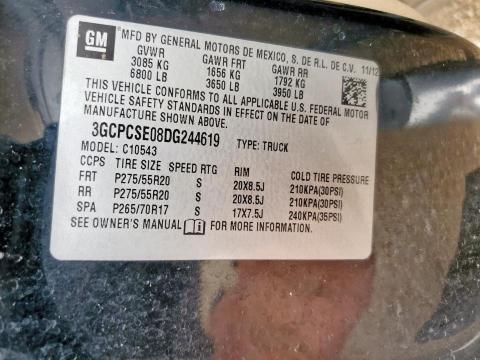 GM
MFD BY GENERAL MOTORS DE MEXICO, S. DE R.L. DE C.V. 11/12
GVWR GAWR FRT GAWR RR
3085 KG 1656 KG 1792 KG
6800 LB 3650 LB 3950 LB
THIS VEHICLE CONFORMS TO ALL APPLICABLE U.S. FEDERAL MOTOR
VEHICLE SAFETY STANDARDS IN EFFECT ON THE DATE OF
MANUFACTURE SHOWN ABOVE.
3GCPCSE08DG244619 TYPE: TRUCK
MODEL: C10543
CCPS TIRE SIZE SPEED RTG RIM COLD TIRE PRESSURE
FRT P275/55R20 S 20X8.5J 210KPA(30PSI)
RR P275/55R20 S 20X8.5J 210KPA(30PSI)
SPA P265/70R17 S 17X7.5J 240KPA(35PSI)
SEE OWNER'S MANUAL FOR MORE INFORMATION.